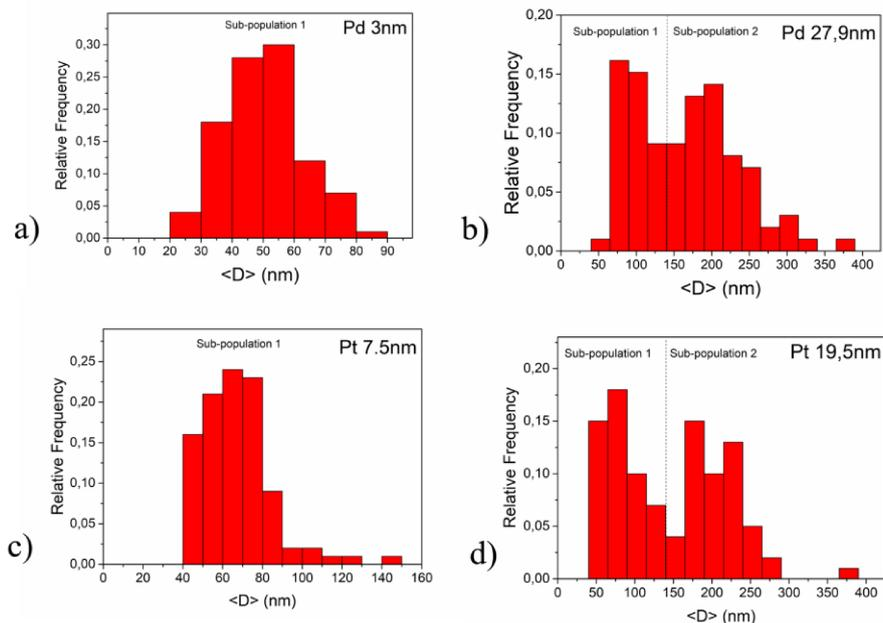 Sub-population 1
Pd 3nm
0,30
0,25
0,20
0,15
0,10
0,05
0,00
Relative Frequency
0 10 20 30 40 50 60 70 80 90
<D> (nm)
a)
Sub-population 1 Sub-population 2
Pd 27,9nm
0,20
0,15
0,10
0,05
0,00
Relative Frequency
0 50 100 150 200 250 300 350 400
<D> (nm)
b)
Sub-population 1
Pt 7.5nm
0,25
0,20
0,15
0,10
0,05
0,00
Relative Frequency
0 20 40 60 80 100 120 140 160
<D> (nm)
c)
Sub-population 1 Sub-population 2
Pt 19,5nm
0,20
0,15
0,10
0,05
0,00
Relative Frequency
50 100 150 200 250 300 350 400
<D> (nm)
d)